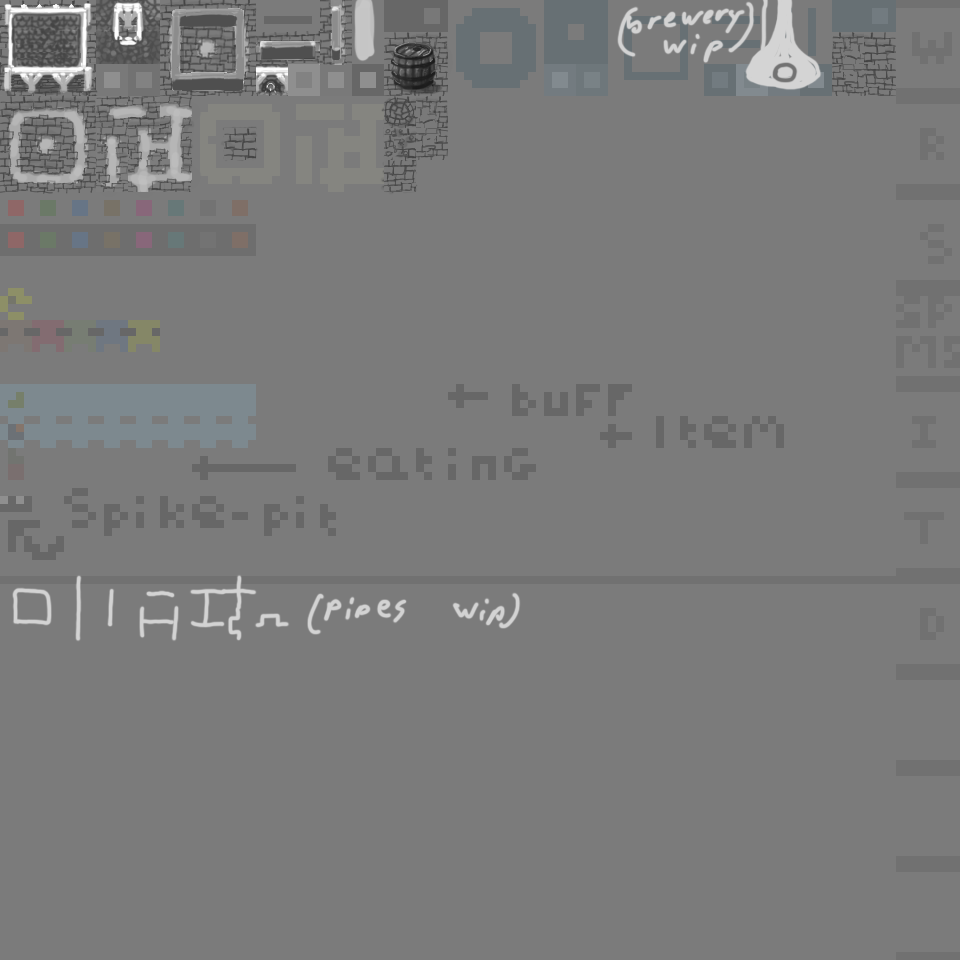 (brewery
wip)
W
R
S
SP
MS
← buff
← item
I
← eating
Spike-pit
T
(pipes wip)
D